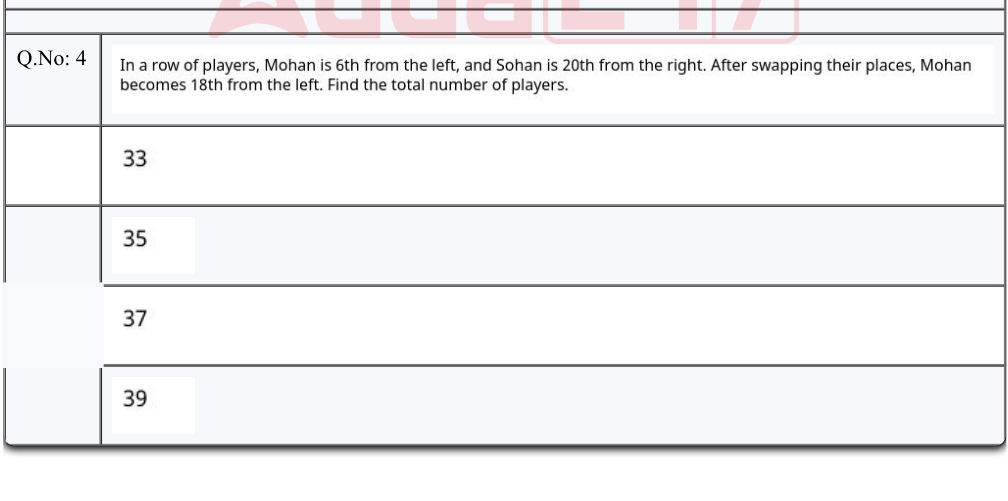 Q.No: 4
In a row of players, Mohan is 6th from the left, and Sohan is 20th from the right. After swapping their places, Mohan
becomes 18th from the left. Find the total number of players.
33
35
37
39